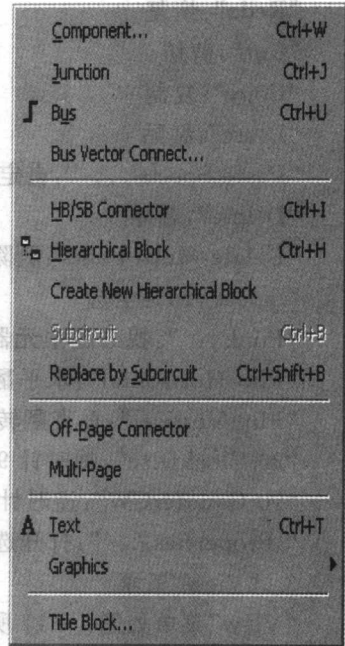 Component... Ctrl+W
Junction Ctrl+J
Bus Ctrl+U
Bus Vector Connect...
HB/SB Connector Ctrl+I
Hierarchical Block Ctrl+H
Create New Hierarchical Block
Subcircuit Ctrl+B
Replace by Subcircuit Ctrl+Shift+B
Off-Page Connector
Multi-Page
A Text Ctrl+T
Graphics
Title Block...